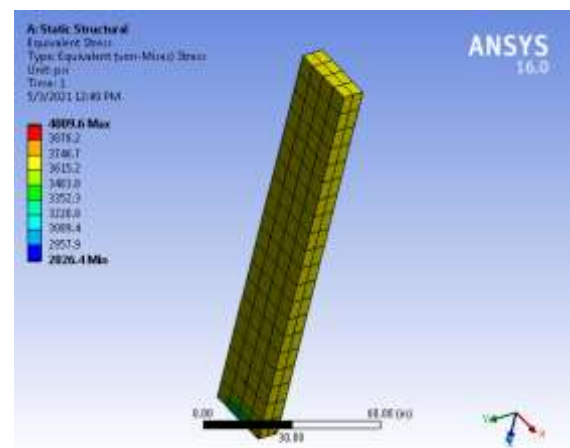 A: Static Structural
Equivalent Stress
Type: Equivalent (von-Mises) Stress
Unit: psi
Time: 1
5/3/2021 12:49 PM
ANSYS
16.0
4009.6 Max
3878.2
3746.7
3615.2
3483.8
3352.3
3220.8
3089.4
2957.9
2826.4 Min
0.00
60.00 (in)
30.00
Y
X